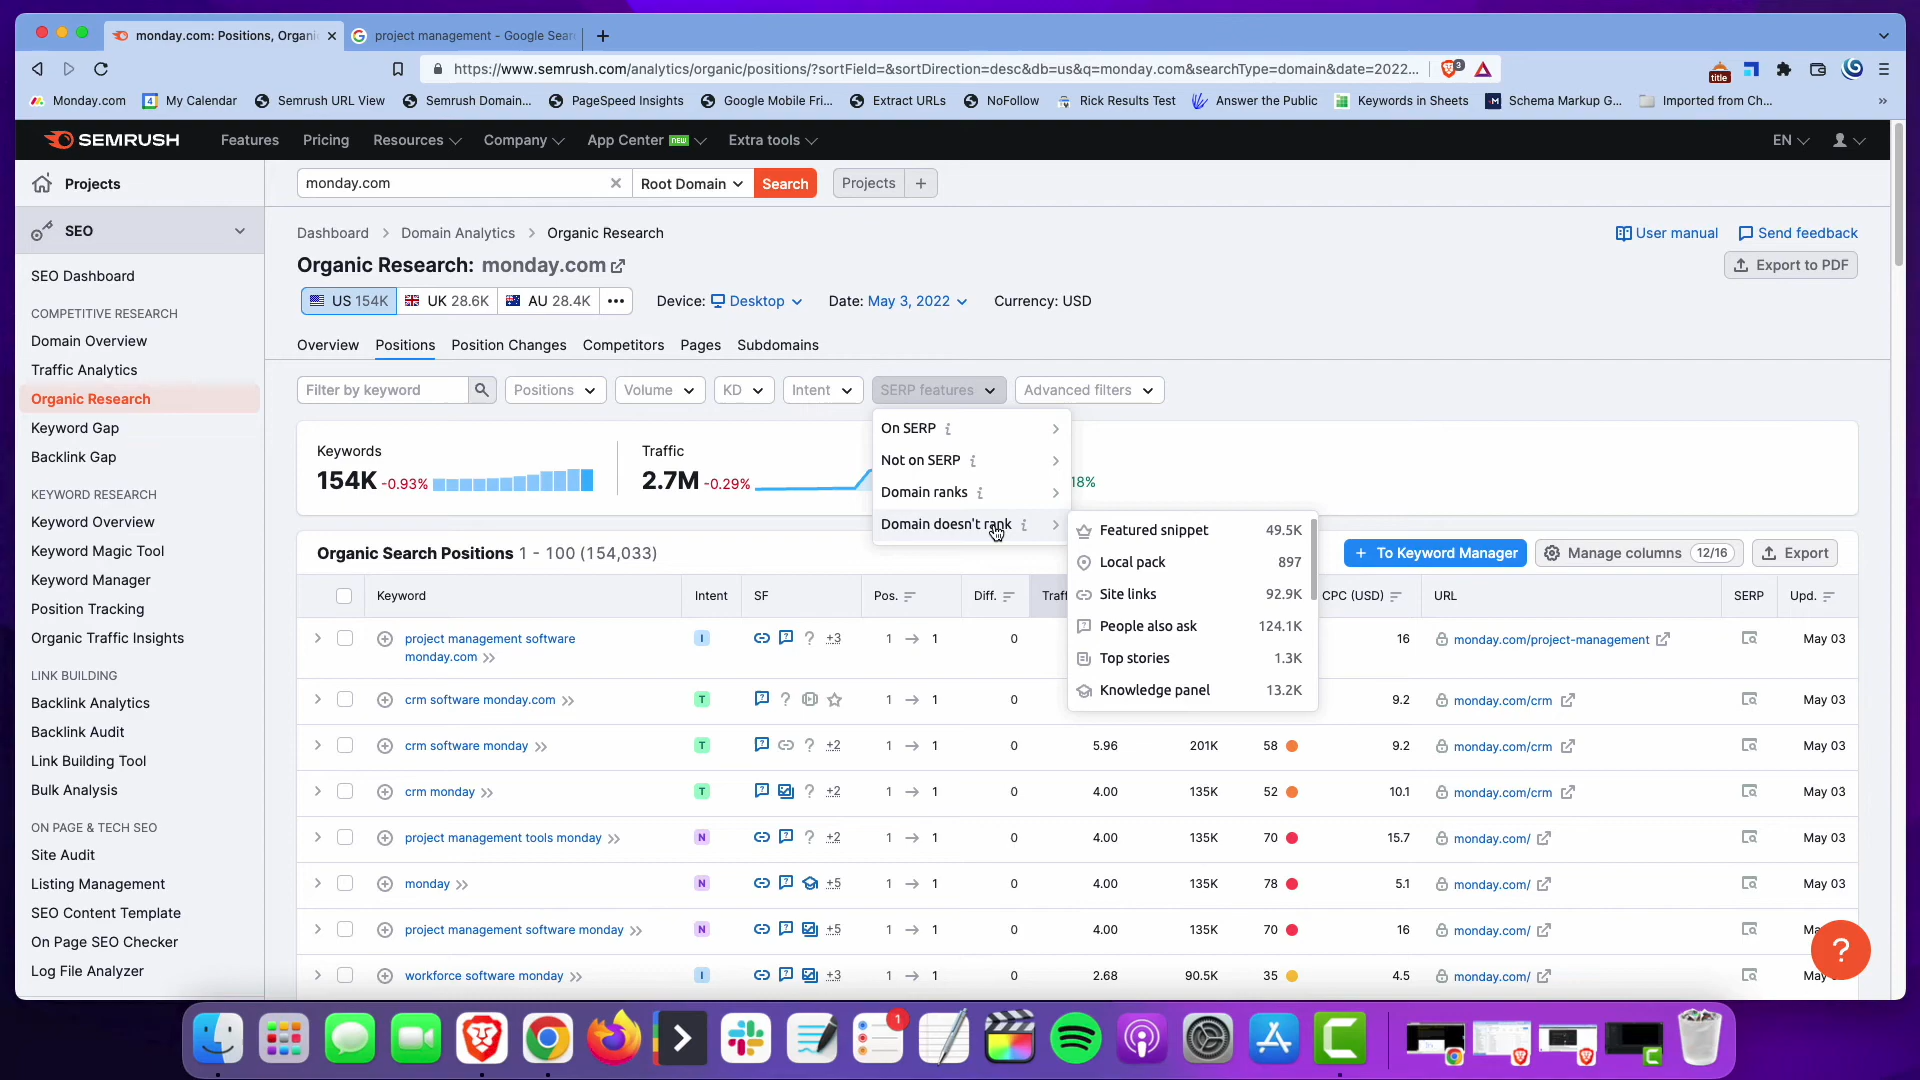 monday.com: Positions, Organi
project management - Google Sear
https://www.semrush.com/analytics/organic/positions/?sortField=&sortDirection=desc&db=us&q=monday.com&searchType=domain&date=2022...
3
title
Monday.com
4
My Calendar
Semrush URL View
Semrush Domain...
PageSpeed Insights
Google Mobile Fri...
Extract URLs
NoFollow
Rick Results Test
Answer the Public
Keywords in Sheets
Schema Markup G...
Imported from Ch...
SEMRUSH
Features
Pricing
Resources
Company
App Center NEW
Extra tools
EN
Projects
monday.com
Root Domain
Search
Projects
+
SEO
Dashboard > Domain Analytics > Organic Research
User manual
Send feedback
Organic Research: monday.com
Export to PDF
US 154K
UK 28.6K
AU 28.4K
•••
Device: Desktop
Date: May 3, 2022
Currency: USD
Overview
Positions
Position Changes
Competitors
Pages
Subdomains
SEO Dashboard
COMPETITIVE RESEARCH
Domain Overview
Traffic Analytics
Organic Research
Keyword Gap
Backlink Gap
KEYWORD RESEARCH
Keyword Overview
Keyword Magic Tool
Keyword Manager
Position Tracking
Organic Traffic Insights
LINK BUILDING
Backlink Analytics
Backlink Audit
Link Building Tool
Bulk Analysis
ON PAGE & TECH SEO
Site Audit
Listing Management
SEO Content Template
On Page SEO Checker
Log File Analyzer
Filter by keyword
Positions
Volume
KD
Intent
SERP features
Advanced filters
On SERP i
Not on SERP i
Domain ranks i
Domain doesn't rank i
Featured snippet 49.5K
Local pack 897
Site links 92.9K
People also ask 124.1K
Top stories 1.3K
Knowledge panel 13.2K
Keywords
154K -0.93%
Traffic
2.7M -0.29%
18%
Organic Search Positions 1 - 100 (154,033)
+ To Keyword Manager
Manage columns 12/16
Export
Keyword Intent SF Pos. Diff. Traff CPC (USD) URL SERP Upd.
project management software
monday.com I ? +3 1 → 1 0 16 monday.com/project-management May 03
crm software monday.com T ? 1 → 1 0 9.2 monday.com/crm May 03
crm software monday T ? +2 1 → 1 0 5.96 201K 58 9.2 monday.com/crm May 03
crm monday T ? +2 1 → 1 0 4.00 135K 52 10.1 monday.com/crm May 03
project management tools monday N ? +2 1 → 1 0 4.00 135K 70 15.7 monday.com/ May 03
monday N +5 1 → 1 0 4.00 135K 78 5.1 monday.com/ May 03
project management software monday N +5 1 → 1 0 4.00 135K 70 16 monday.com/ Ma
workforce software monday I +3 1 → 1 0 2.68 90.5K 35 4.5 monday.com/ May
?
1